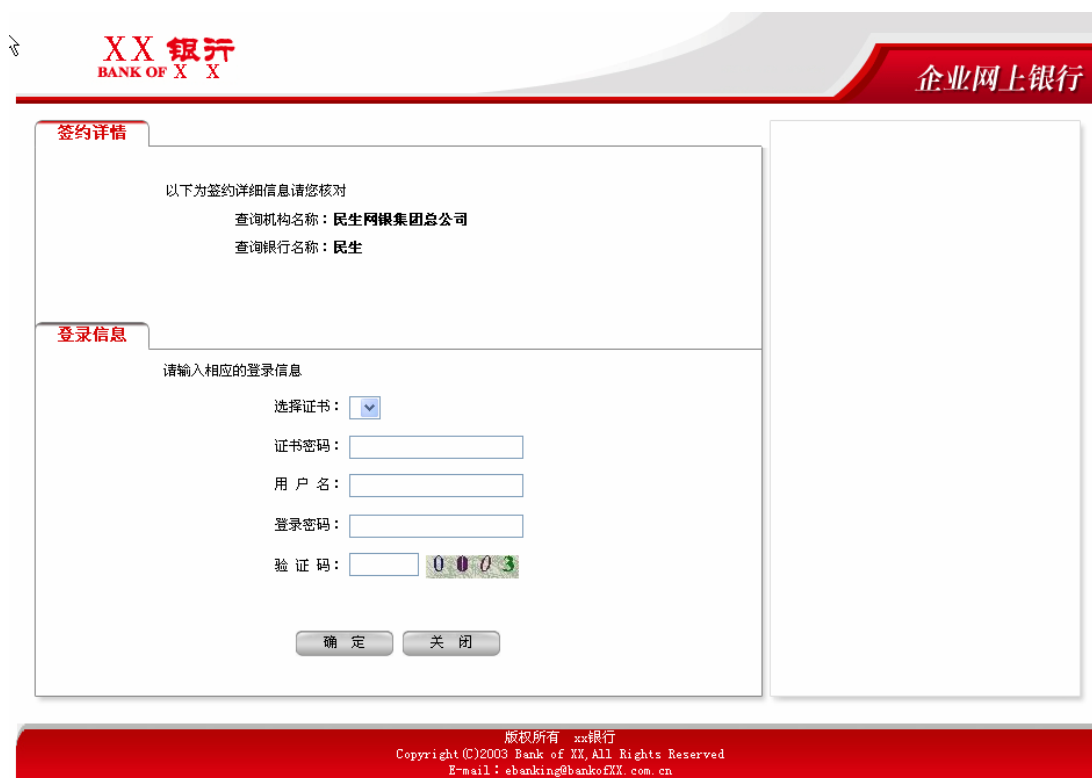 XX 银行
BANK OF X X
企业网上银行
签约详情
以下为签约详细信息请您核对
查询机构名称：民生网银集团总公司
查询银行名称：民生
登录信息
请输入相应的登录信息
选择证书：
证书密码：
用 户 名：
登录密码：
验 证 码： 0003
确 定 关 闭
版权所有 xx银行
Copyright(C)2003 Bank of XX,All Rights Reserved
E-mail：ebanking@bankofXX.com.cn